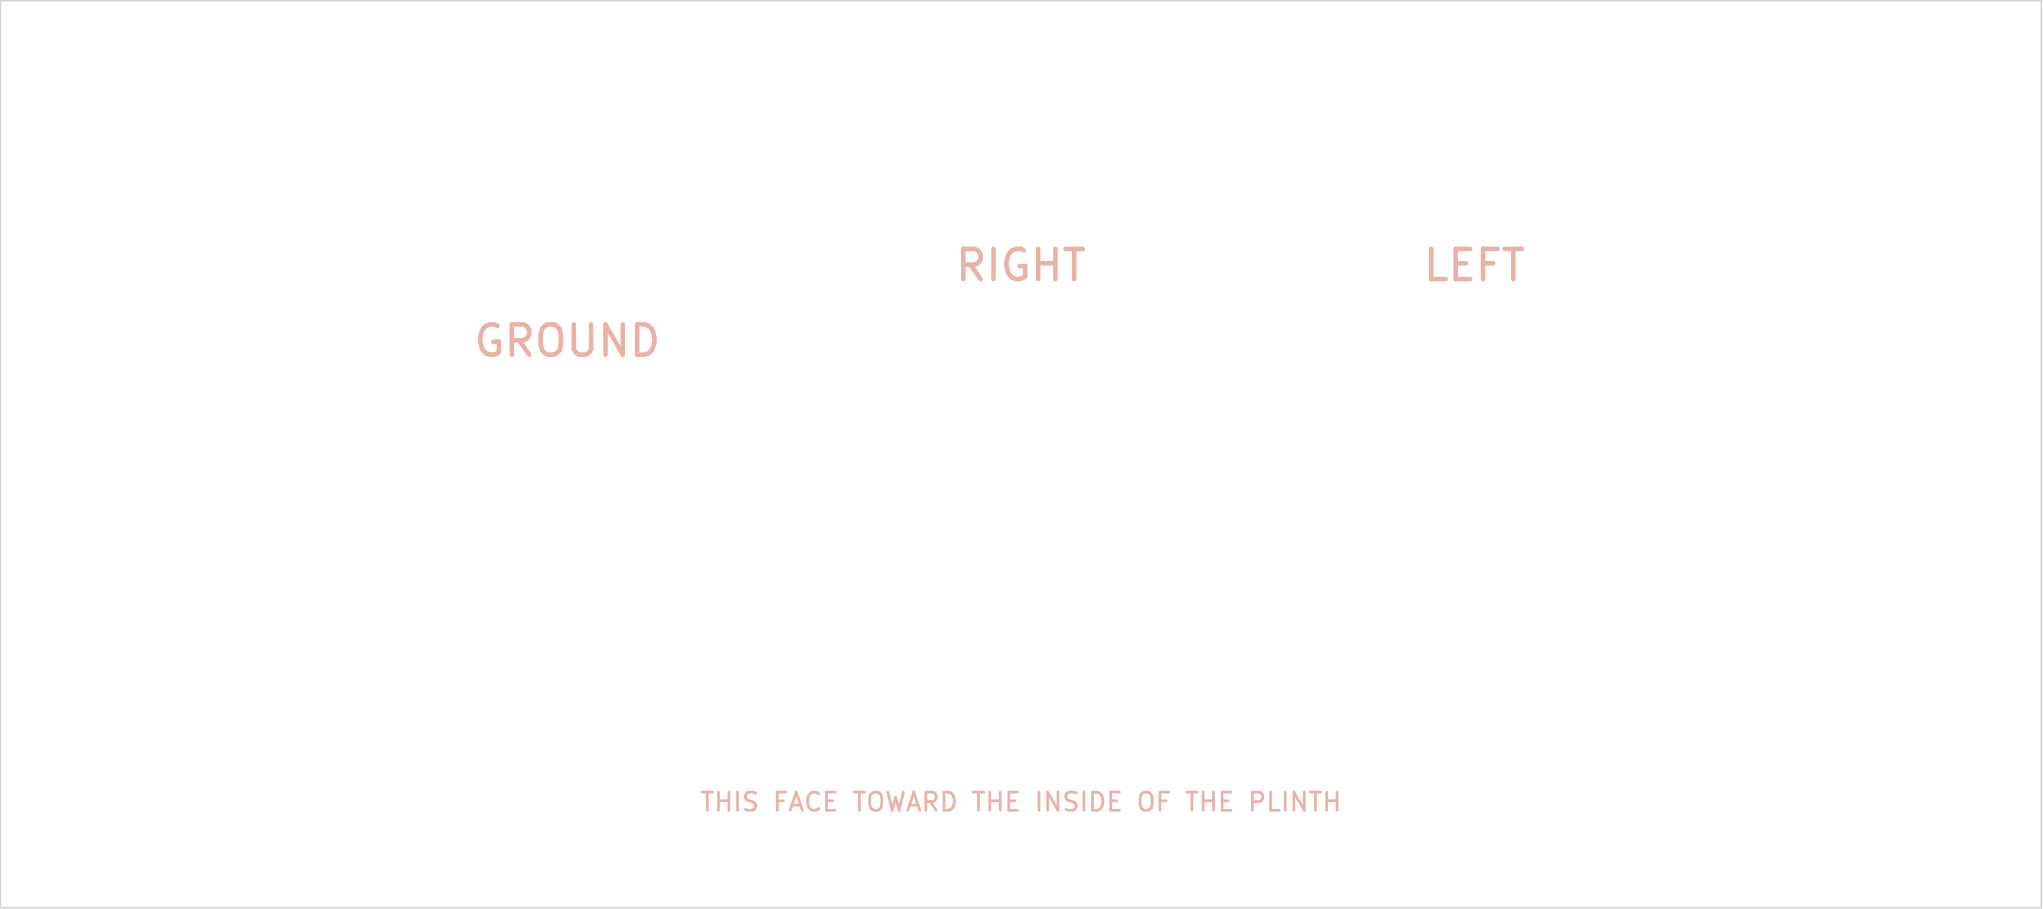 RIGHT LEFT
GROUND
THIS FACE TOWARD THE INSIDE OF THE PLINTH